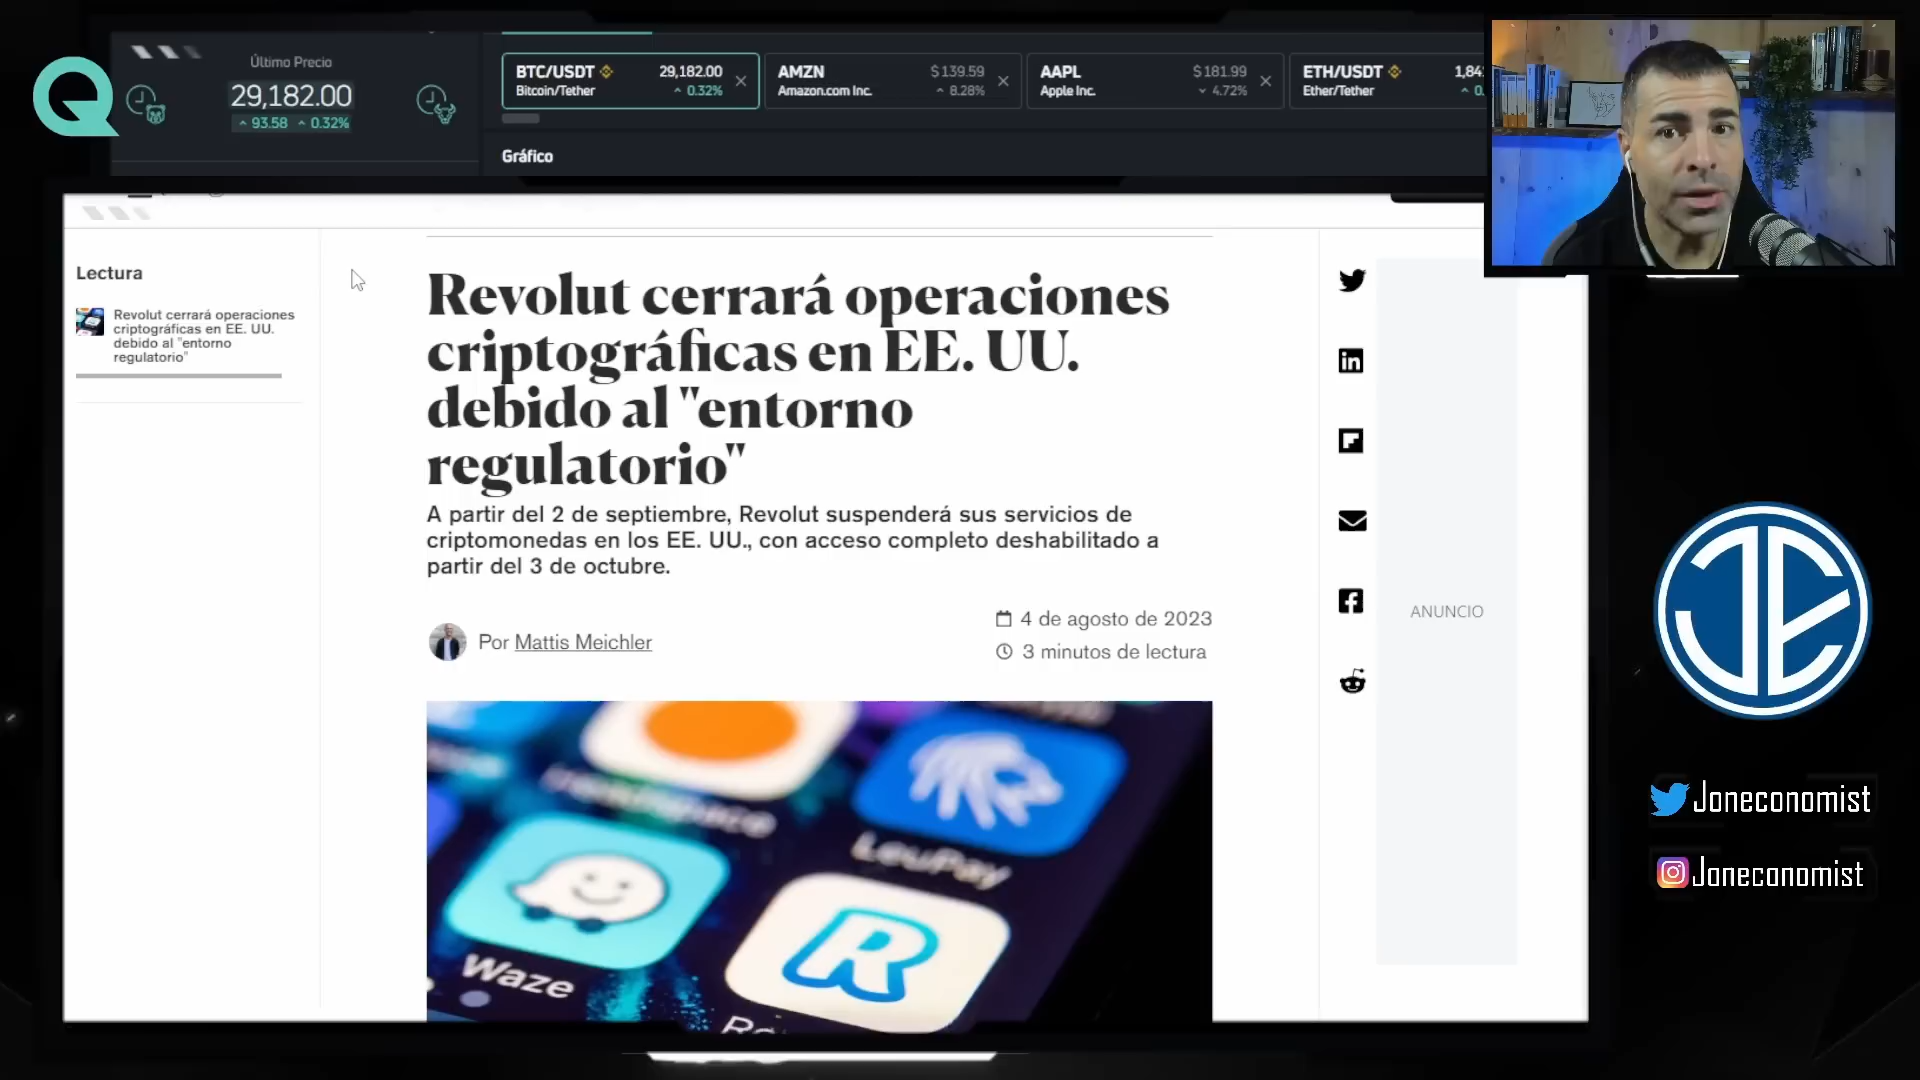 Último Precio
29,182.00
93.58 0.32%
BTC/USDT 29,182.00
Bitcoin/Tether 0.32%
AMZN $139.59
Amazon.com Inc. 8.28%
AAPL $181.99
Apple Inc. 4.72%
ETH/USDT
Ether/Tether
Gráfico
Lectura
Revolut cerrará operaciones
criptográficas en EE. UU.
debido al "entorno
regulatorio"
Revolut cerrará operaciones
criptográficas en EE. UU.
debido al "entorno
regulatorio"
A partir del 2 de septiembre, Revolut suspenderá sus servicios de
criptomonedas en los EE. UU., con acceso completo deshabilitado a
partir del 3 de octubre.
4 de agosto de 2023
Por Mattis Meichler
3 minutos de lectura
ANUNCIO
LeuPay
Waze
R
JE
Joneconomist
Joneconomist